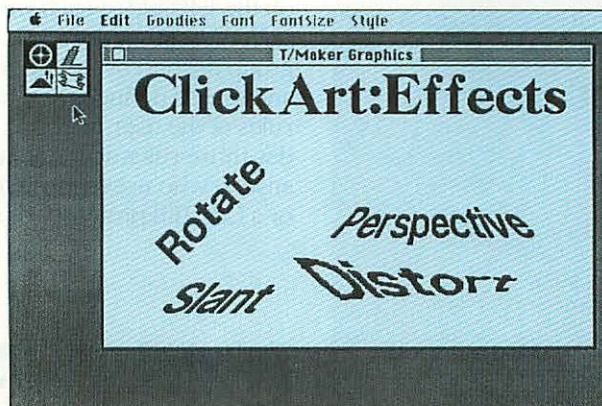 File Edit Goodies Font FontSize Style
T/Maker Graphics
ClickArt:Effects
Rotate
Perspective
Slant
Distort